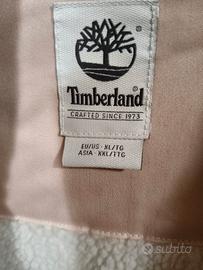 Timberland
CRAFTED SINCE 1973
EU/US · XL/TG
ASIA · XXL/TTG
subito